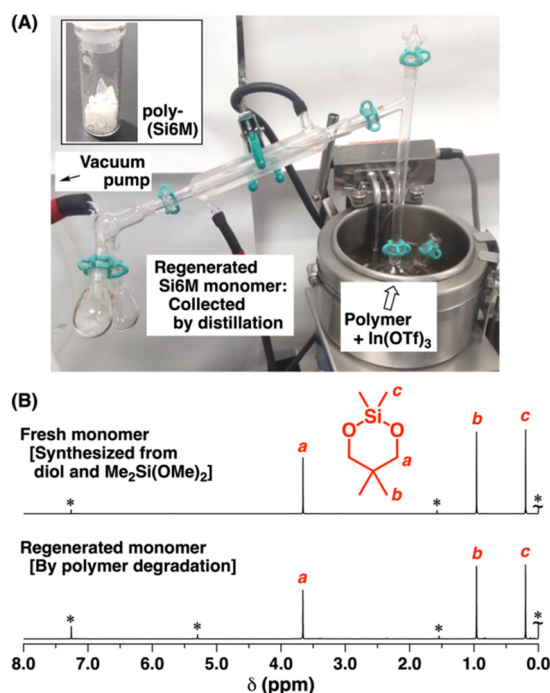 (A)
poly-
(Si6M)
Vacuum
pump
Regenerated
Si6M monomer:
Collected
by distillation
Polymer
+ In(OTf)₃
(B)
Fresh monomer
[Synthesized from
diol and Me₂Si(OMe)₂]
c
Si
O O
a
b
a b c
* * *
~
Regenerated monomer
[By polymer degradation]
a b c
* * * *
~
8.0 7.0 6.0 5.0 4.0 3.0 2.0 1.0 0.0
δ (ppm)